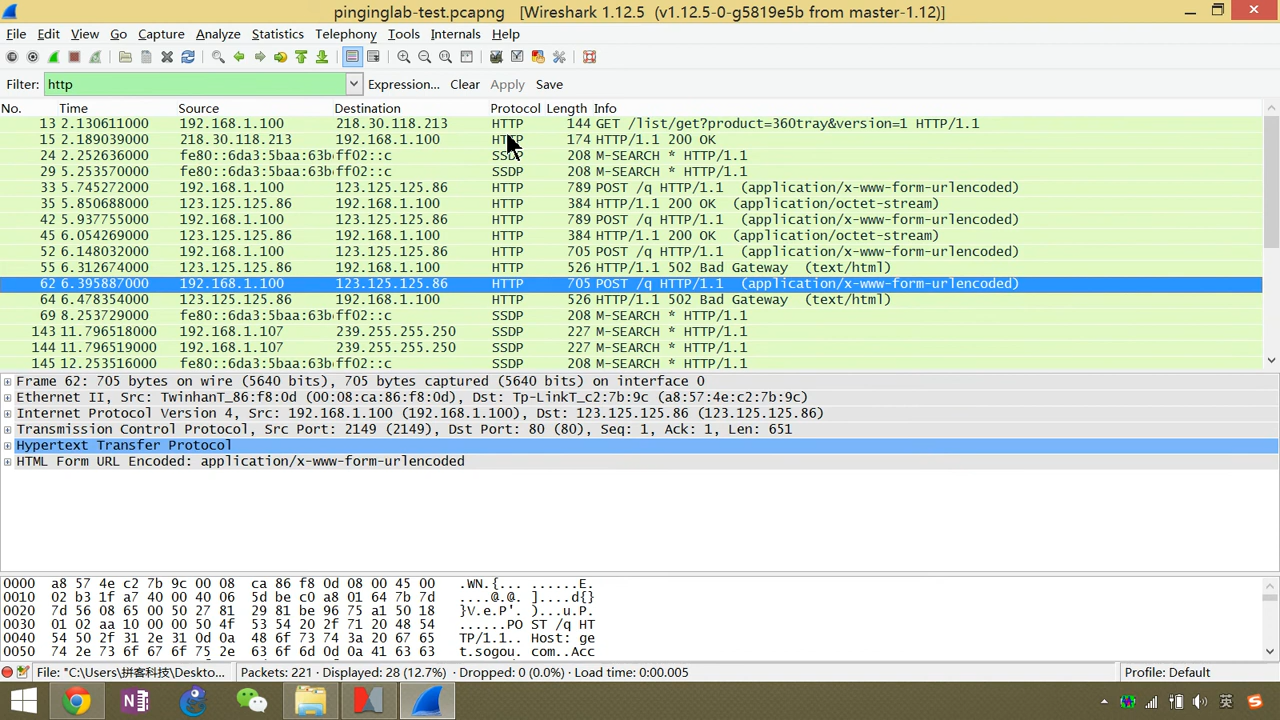 pinginglab-test.pcapng [Wireshark 1.12.5 (v1.12.5-0-g5819e5b from master-1.12)]
File Edit View Go Capture Analyze Statistics Telephony Tools Internals Help
Filter: http Expression... Clear Apply Save
No. Time Source Destination Protocol Length Info
13 2.130611000 192.168.1.100 218.30.118.213 HTTP 144 GET /list/get?product=360tray&version=1 HTTP/1.1
15 2.189039000 218.30.118.213 192.168.1.100 HTTP 174 HTTP/1.1 200 OK
24 2.252636000 fe80::6da3:5baa:63b ff02::c SSDP 208 M-SEARCH * HTTP/1.1
29 5.253570000 fe80::6da3:5baa:63b ff02::c SSDP 208 M-SEARCH * HTTP/1.1
33 5.745272000 192.168.1.100 123.125.125.86 HTTP 789 POST /q HTTP/1.1 (application/x-www-form-urlencoded)
35 5.850688000 123.125.125.86 192.168.1.100 HTTP 384 HTTP/1.1 200 OK (application/octet-stream)
42 5.937755000 192.168.1.100 123.125.125.86 HTTP 789 POST /q HTTP/1.1 (application/x-www-form-urlencoded)
45 6.054269000 123.125.125.86 192.168.1.100 HTTP 384 HTTP/1.1 200 OK (application/octet-stream)
52 6.148032000 192.168.1.100 123.125.125.86 HTTP 705 POST /q HTTP/1.1 (application/x-www-form-urlencoded)
55 6.312674000 123.125.125.86 192.168.1.100 HTTP 526 HTTP/1.1 502 Bad Gateway (text/html)
62 6.395887000 192.168.1.100 123.125.125.86 HTTP 705 POST /q HTTP/1.1 (application/x-www-form-urlencoded)
64 6.478354000 123.125.125.86 192.168.1.100 HTTP 526 HTTP/1.1 502 Bad Gateway (text/html)
69 8.253729000 fe80::6da3:5baa:63b ff02::c SSDP 208 M-SEARCH * HTTP/1.1
143 11.796518000 192.168.1.107 239.255.255.250 SSDP 227 M-SEARCH * HTTP/1.1
144 11.796519000 192.168.1.107 239.255.255.250 SSDP 227 M-SEARCH * HTTP/1.1
145 12.253516000 fe80::6da3:5baa:63b ff02::c SSDP 208 M-SEARCH * HTTP/1.1
Frame 62: 705 bytes on wire (5640 bits), 705 bytes captured (5640 bits) on interface 0
Ethernet II, Src: TwinhanT_86:f8:0d (00:08:ca:86:f8:0d), Dst: Tp-LinkT_c2:7b:9c (a8:57:4e:c2:7b:9c)
Internet Protocol Version 4, Src: 192.168.1.100 (192.168.1.100), Dst: 123.125.125.86 (123.125.125.86)
Transmission Control Protocol, Src Port: 2149 (2149), Dst Port: 80 (80), Seq: 1, Ack: 1, Len: 651
Hypertext Transfer Protocol
HTML Form URL Encoded: application/x-www-form-urlencoded
0000 a8 57 4e c2 7b 9c 00 08 ca 86 f8 0d 08 00 45 00 .WN.{... ......E.
0010 02 b3 1f a7 40 00 40 06 5d be c0 a8 01 64 7b 7d ....@.@. ]....d{}
0020 7d 56 08 65 00 50 27 81 29 81 be 96 75 a1 50 18 }V.e.P'. )...u.P.
0030 01 02 aa 10 00 00 50 4f 53 54 20 2f 71 20 48 54 ......PO ST /q HT
0040 54 50 2f 31 2e 31 0d 0a 48 6f 73 74 3a 20 67 65 TP/1.1.. Host: ge
0050 74 2e 73 6f 67 6f 75 2e 63 6f 6d 0d 0a 41 63 63 t.sogou. com..Acc
File: "C:\Users\拼客科技\Deskto... Packets: 221 · Displayed: 28 (12.7%) · Dropped: 0 (0.0%) · Load time: 0:00.005 Profile: Default
英